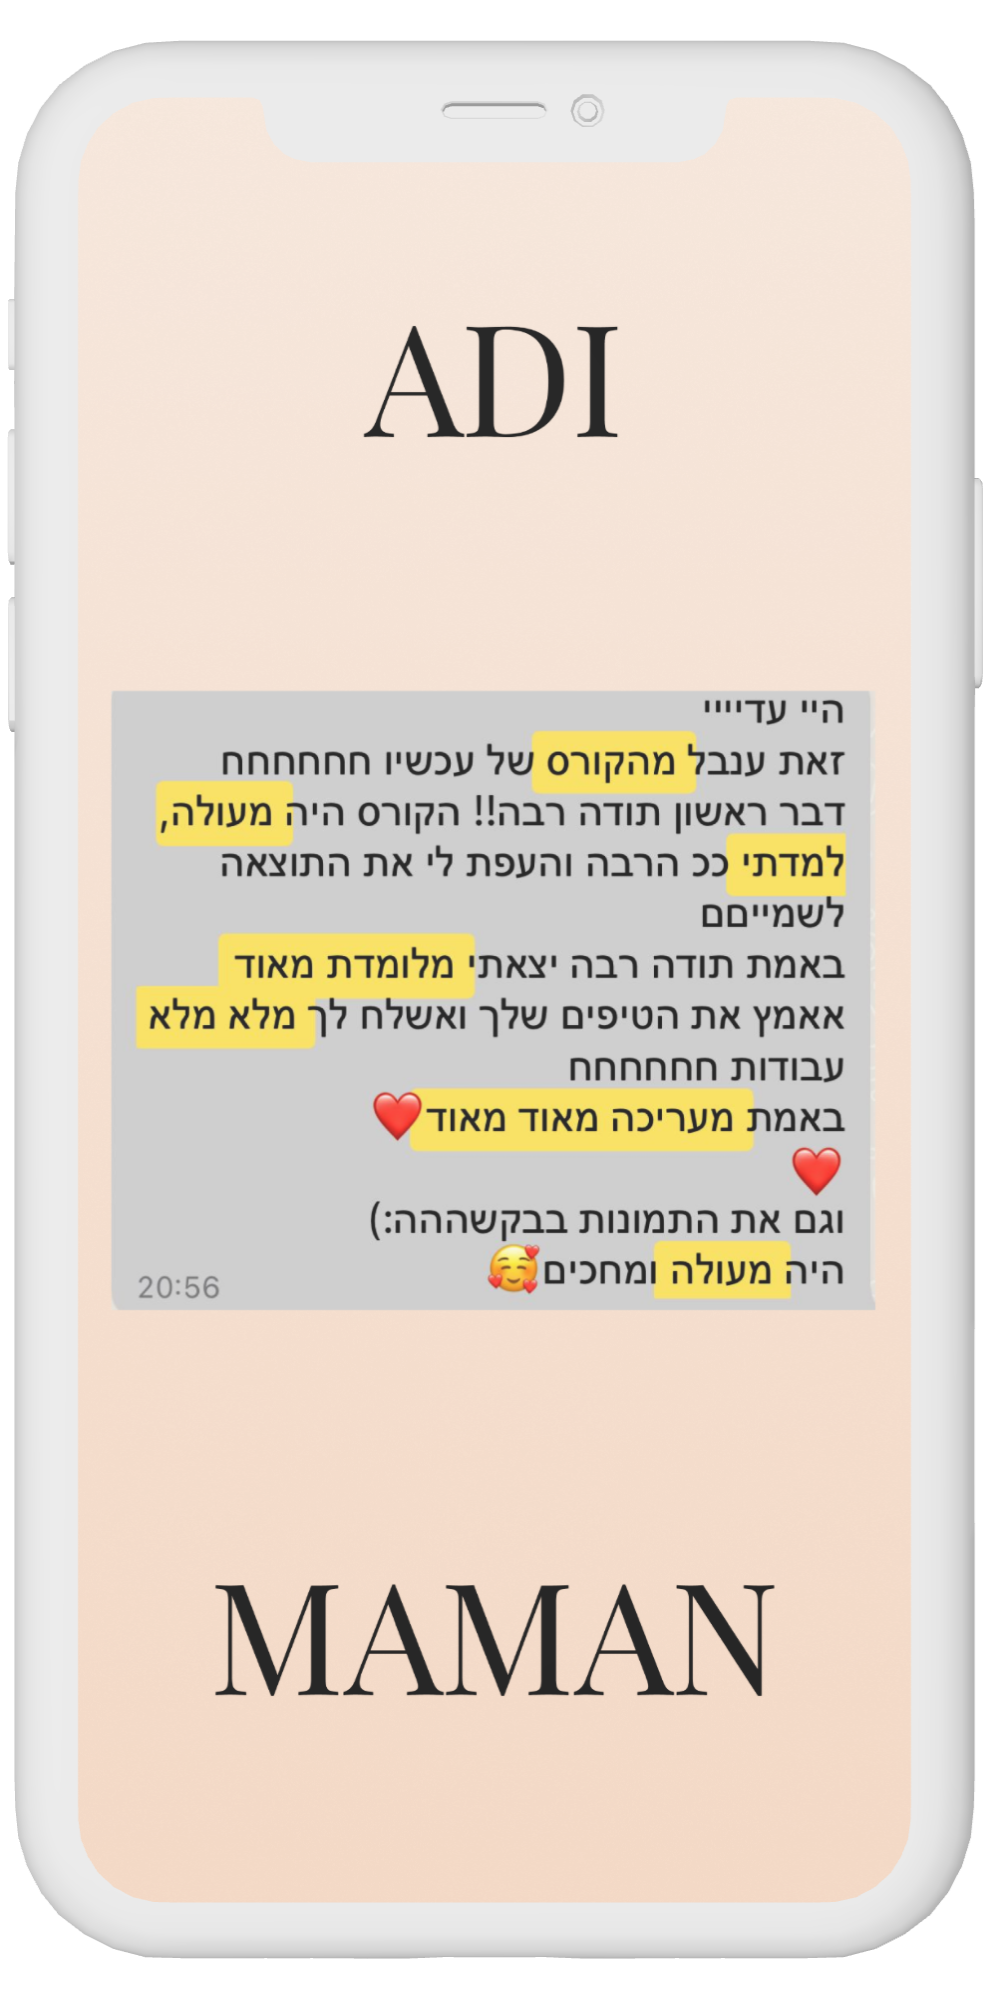 ADI
היי עדיייי
זאת ענבל מהקורס של עכשיו חחחחחח
דבר ראשון תודה רבה!! הקורס היה מעולה,
למדתי ככ הרבה והעפת לי את התוצאה
לשמייםם
באמת תודה רבה יצאתי מלומדת מאוד
אאמץ את הטיפים שלך ואשלח לך מלא מלא
עבודות חחחחחח
באמת מעריכה מאוד מאוד❤️
❤️
וגם את התמונות בבקשההה:)
היה מעולה ומחכים🥰
20:56
MAMAN